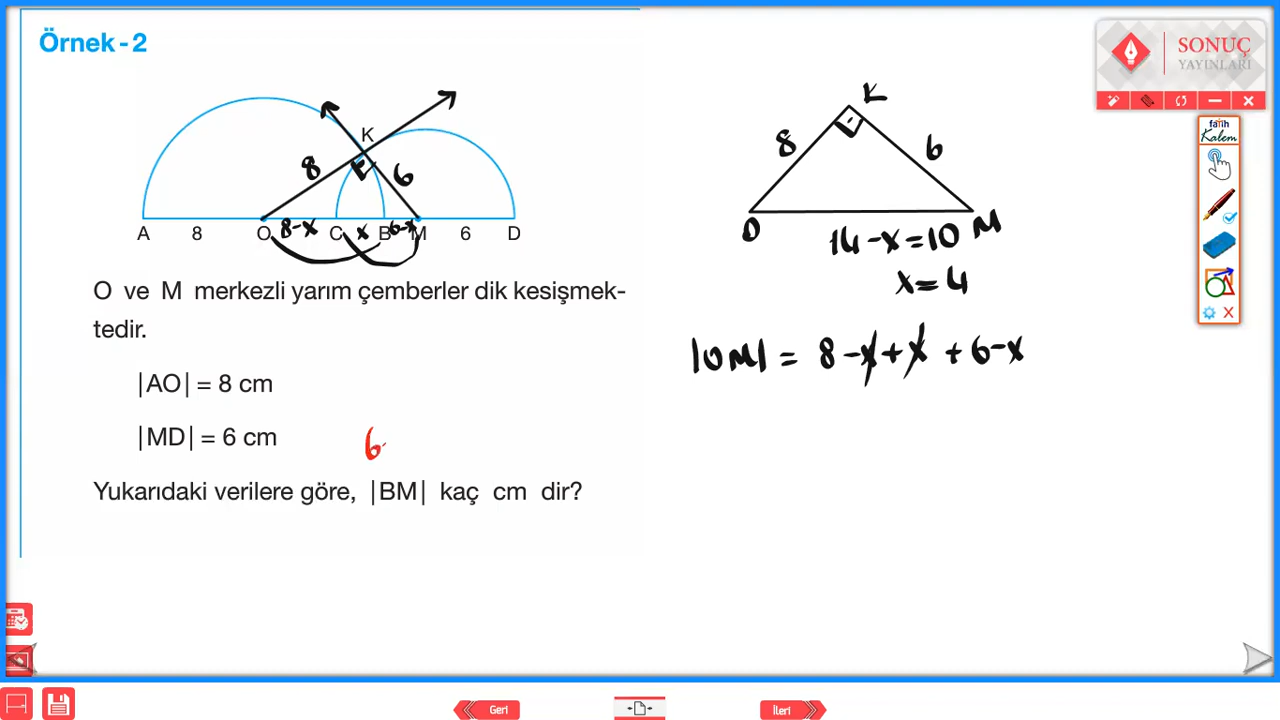 Örnek - 2
SONUÇ
YAYINLARI
fatih
Kalem
K
8
6
A 8 O 8-x C x B 6-x M 6 D
K
8
6
O
M
14-x=10
x=4
O ve M merkezli yarım çemberler dik kesişmek-
tedir.
|OM| = 8-x+x+6-x
|AO| = 8 cm
|MD| = 6 cm
6-
Yukarıdaki verilere göre, |BM| kaç cm dir?
Geri
İleri